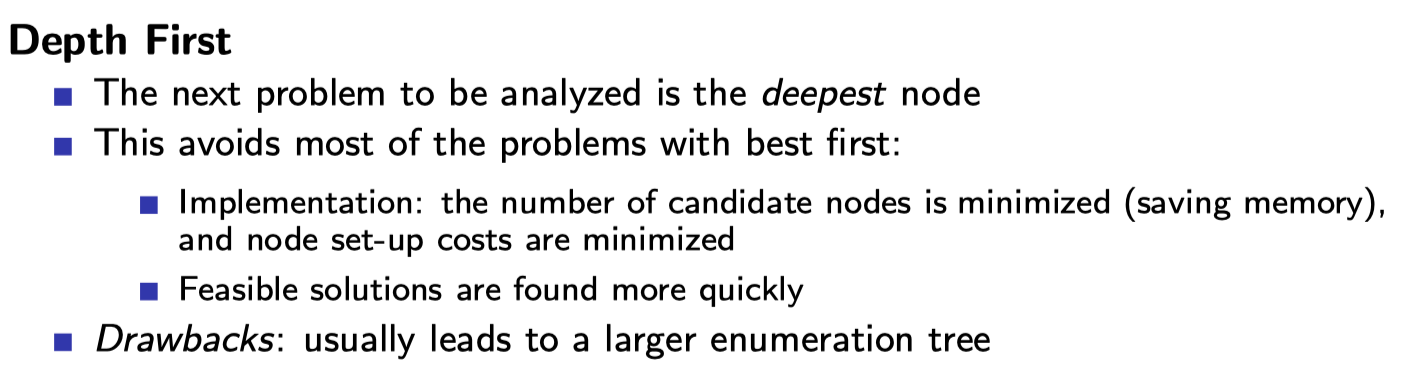 Depth First
The next problem to be analyzed is the deepest node
This avoids most of the problems with best first:
Implementation: the number of candidate nodes is minimized (saving memory),
and node set-up costs are minimized
Feasible solutions are found more quickly
Drawbacks: usually leads to a larger enumeration tree